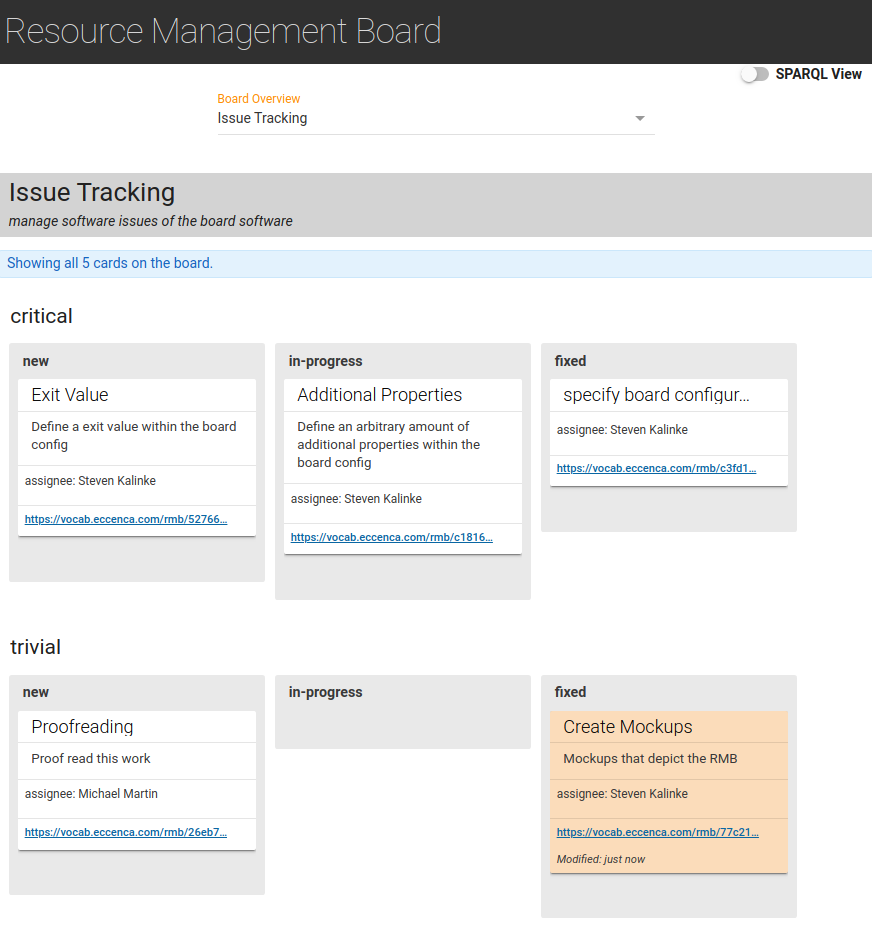 Resource Management Board
SPARQL View
Board Overview
Issue Tracking
Issue Tracking
manage software issues of the board software
Showing all 5 cards on the board.
critical
new
Exit Value
Define a exit value within the board
config
assignee: Steven Kalinke
https://vocab.eccenca.com/rmb/52766...
in-progress
Additional Properties
Define an arbitrary amount of
additional properties within the
board config
assignee: Steven Kalinke
https://vocab.eccenca.com/rmb/c1816...
fixed
specify board configur...
assignee: Steven Kalinke
https://vocab.eccenca.com/rmb/c3fd1...
trivial
new
Proofreading
Proof read this work
assignee: Michael Martin
https://vocab.eccenca.com/rmb/26eb7...
in-progress
fixed
Create Mockups
Mockups that depict the RMB
assignee: Steven Kalinke
https://vocab.eccenca.com/rmb/77c21...
Modified: just now